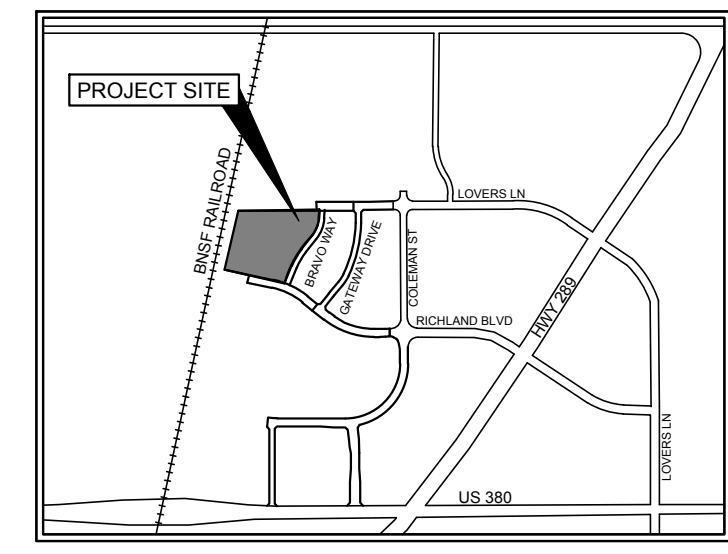 PROJECT SITE
BNSF RAILROAD
LOVERS LN
BRAVO WAY
GATEWAY DRIVE
COLEMAN ST
HWY 289
RICHLAND BLVD
LOVERS LN
US 380